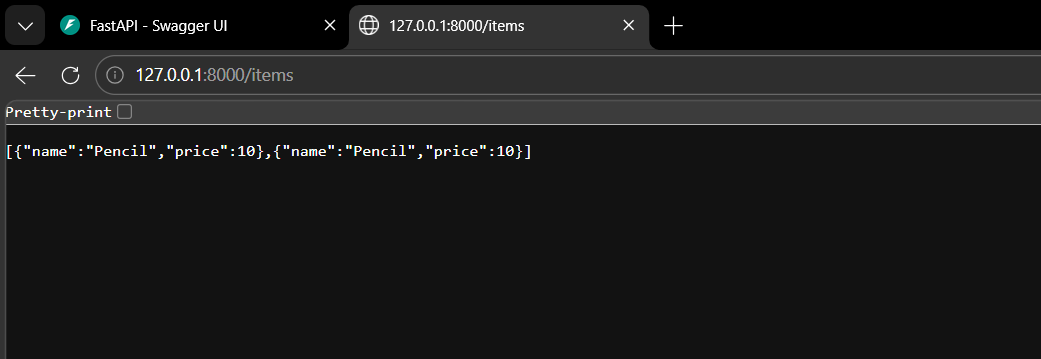 FastAPI - Swagger UI
127.0.0.1:8000/items
127.0.0.1:8000/items
Pretty-print
[{"name":"Pencil","price":10},{"name":"Pencil","price":10}]